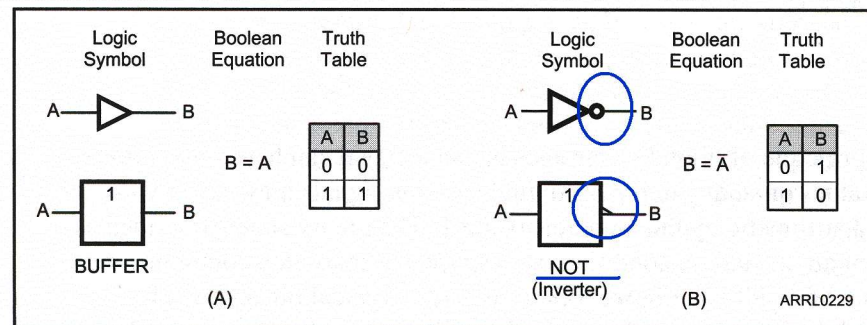 Logic Symbol
Boolean Equation
Truth Table
A B
A B
0 0
1 1
B = A
1
A B
BUFFER
(A)
Logic Symbol
Boolean Equation
Truth Table
A B
A B
0 1
1 0
B = A̅
1
A B
NOT
(Inverter)
(B)
ARRL0229